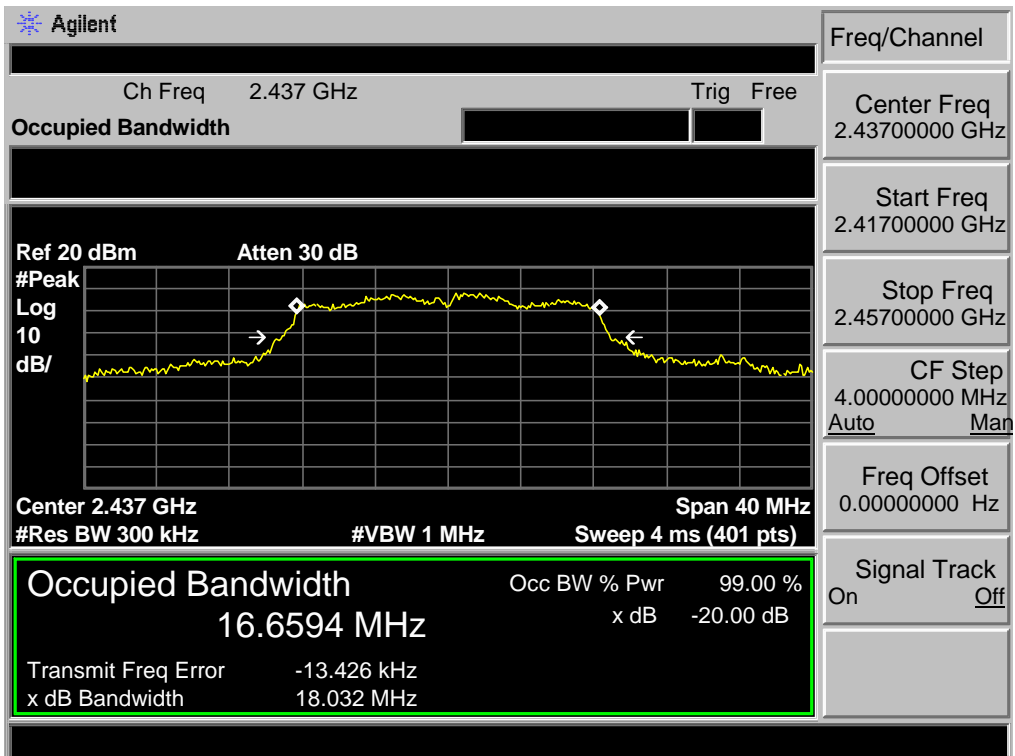 Agilent
Ch Freq 2.437 GHz Trig Free
Occupied Bandwidth
Ref 20 dBm Atten 30 dB
#Peak
Log
10
dB/
Center 2.437 GHz Span 40 MHz
#Res BW 300 kHz #VBW 1 MHz Sweep 4 ms (401 pts)
Occupied Bandwidth
16.6594 MHz
Occ BW % Pwr 99.00 %
x dB -20.00 dB
Transmit Freq Error -13.426 kHz
x dB Bandwidth 18.032 MHz
Freq/Channel
Center Freq
2.43700000 GHz
Start Freq
2.41700000 GHz
Stop Freq
2.45700000 GHz
CF Step
4.00000000 MHz
Auto Man
Freq Offset
0.00000000 Hz
Signal Track
On Off